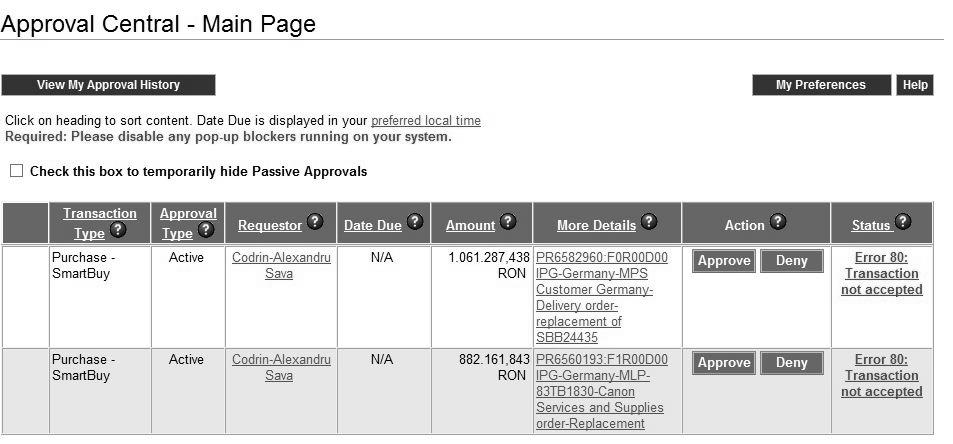 Approval Central - Main Page
View My Approval History
My Preferences
Help
Click on heading to sort content. Date Due is displayed in your preferred local time
Required: Please disable any pop-up blockers running on your system.
Check this box to temporarily hide Passive Approvals
Transaction
Type ?
Approval
Type ?
Requestor ?
Date Due ?
Amount ?
More Details ?
Action ?
Status ?
Purchase -
SmartBuy
Active
Codrin-Alexandru
Sava
N/A
1.061.287,438
RON
PR6582960:F0R00D00
IPG-Germany-MPS
Customer Germany-
Delivery order-
replacement of
SBB24435
Approve
Deny
Error 80:
Transaction
not accepted
Purchase -
SmartBuy
Active
Codrin-Alexandru
Sava
N/A
882.161,843
RON
PR6560193:F1R00D00
IPG-Germany-MLP-
83TB1830-Canon
Services and Supplies
order-Replacement
Approve
Deny
Error 80:
Transaction
not accepted